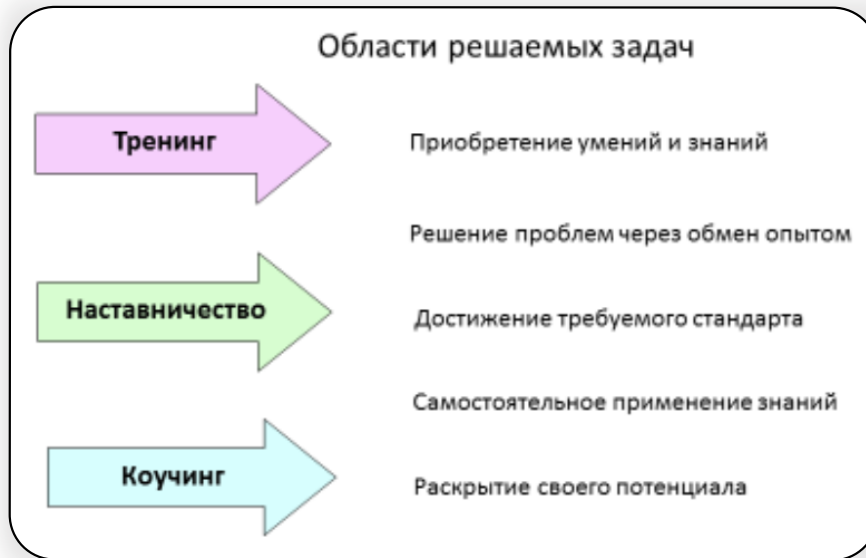 Области решаемых задач
Тренинг
Приобретение умений и знаний
Решение проблем через обмен опытом
Наставничество
Достижение требуемого стандарта
Самостоятельное применение знаний
Коучинг
Раскрытие своего потенциала